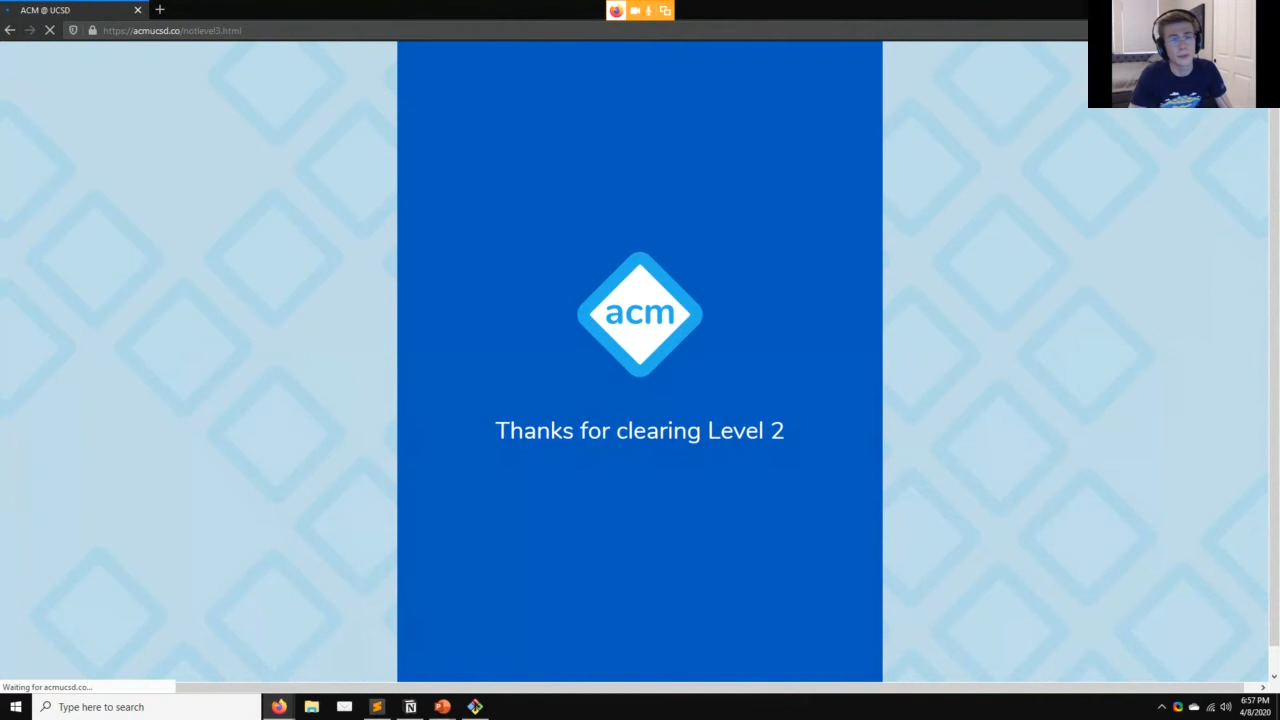 ACM @ UCSD
https://acmucsd.co/notlevel3.html
acm
Thanks for clearing Level 2
Waiting for acmucsd.co...
Type here to search
6:57 PM
4/8/2020